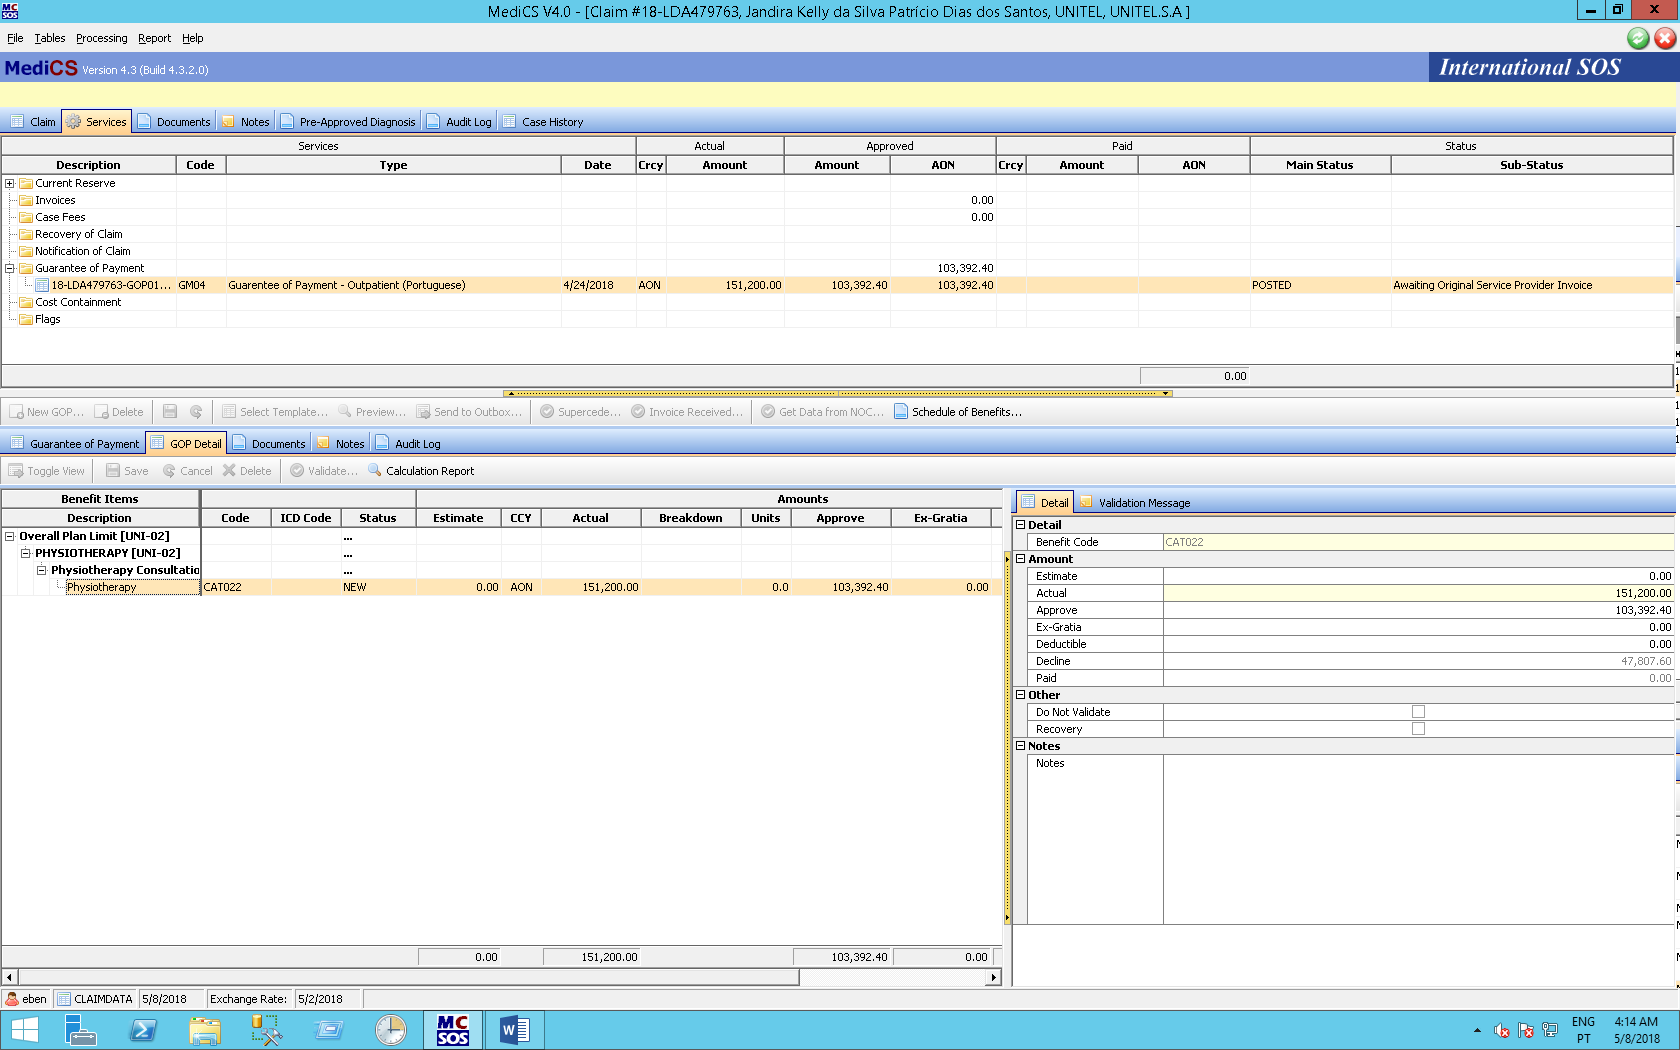 MediCS V4.0 - [Claim #18-LDA479763, Jandira Kelly da Silva Patrício Dias dos Santos, UNITEL, UNITEL.S.A ]
File Tables Processing Report Help
MediCS Version 4.3 (Build 4.3.2.0) International SOS
Claim Services Documents Notes Pre-Approved Diagnosis Audit Log Case History
Services Actual Approved Paid Status
Description Code Type Date Crcy Amount Amount AON Crcy Amount AON Main Status Sub-Status
Current Reserve
Invoices 0.00
Case Fees 0.00
Recovery of Claim
Notification of Claim
Guarantee of Payment 103,392.40
18-LDA479763-GOP01... GM04 Guarentee of Payment - Outpatient (Portuguese) 4/24/2018 AON 151,200.00 103,392.40 103,392.40 POSTED Awaiting Original Service Provider Invoice
Cost Containment
Flags
0.00
New GOP... Delete Select Template... Preview... Send to Outbox... Supercede... Invoice Received... Get Data from NOC... Schedule of Benefits...
Guarantee of Payment GOP Detail Documents Notes Audit Log
Toggle View Save Cancel Delete Validate... Calculation Report
Benefit Items Amounts
Description Code ICD Code Status Estimate CCY Actual Breakdown Units Approve Ex-Gratia
Overall Plan Limit [UNI-02] ...
PHYSIOTHERAPY [UNI-02] ...
Physiotherapy Consultatio ...
Physiotherapy CAT022 NEW 0.00 AON 151,200.00 0.0 103,392.40 0.00
0.00 151,200.00 103,392.40 0.00
Detail Validation Message
Detail
Benefit Code CAT022
Amount
Estimate 0.00
Actual 151,200.00
Approve 103,392.40
Ex-Gratia 0.00
Deductible 0.00
Decline 47,807.60
Paid 0.00
Other
Do Not Validate
Recovery
Notes
Notes
eben CLAIMDATA 5/8/2018 Exchange Rate: 5/2/2018
MC SOS
ENG 4:14 AM
PT 5/8/2018